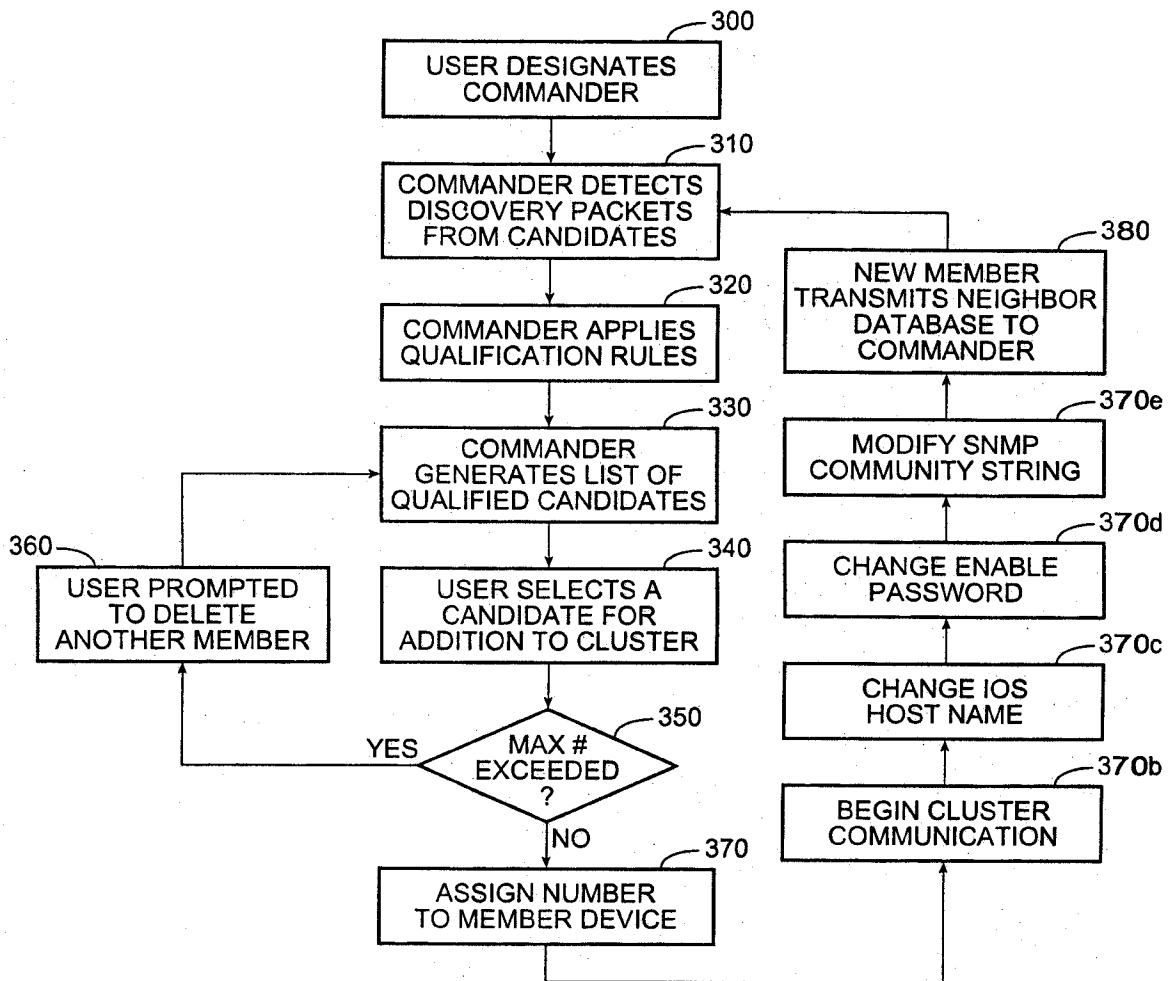 300
USER DESIGNATES
COMMANDER
310
COMMANDER DETECTS
DISCOVERY PACKETS
FROM CANDIDATES
320
COMMANDER APPLIES
QUALIFICATION RULES
330
COMMANDER
GENERATES LIST OF
QUALIFIED CANDIDATES
340
USER SELECTS A
CANDIDATE FOR
ADDITION TO CLUSTER
350
MAX #
EXCEEDED
?
YES
360
USER PROMPTED
TO DELETE
ANOTHER MEMBER
NO
370
ASSIGN NUMBER
TO MEMBER DEVICE
370b
BEGIN CLUSTER
COMMUNICATION
370c
CHANGE IOS
HOST NAME
370d
CHANGE ENABLE
PASSWORD
370e
MODIFY SNMP
COMMUNITY STRING
380
NEW MEMBER
TRANSMITS NEIGHBOR
DATABASE TO
COMMANDER